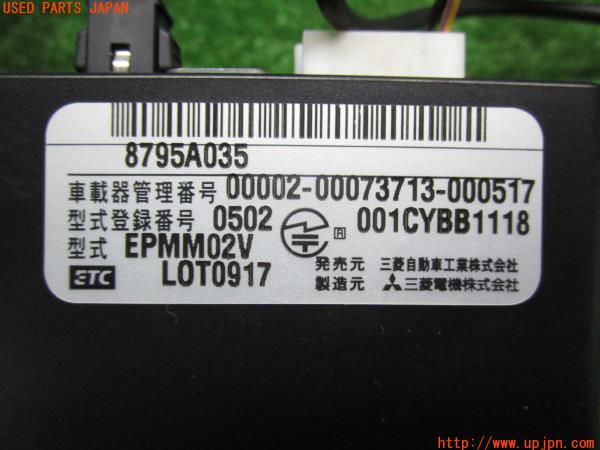 USED PARTS JAPAN
8795A035
車載器管理番号 00002-00073713-000517
型式登録番号 0502 R 001CYBB1118
型式 EPMM02V
ETC LOT0917
発売元 三菱自動車工業株式会社
製造元 三菱電機株式会社
http://www.upjpn.com